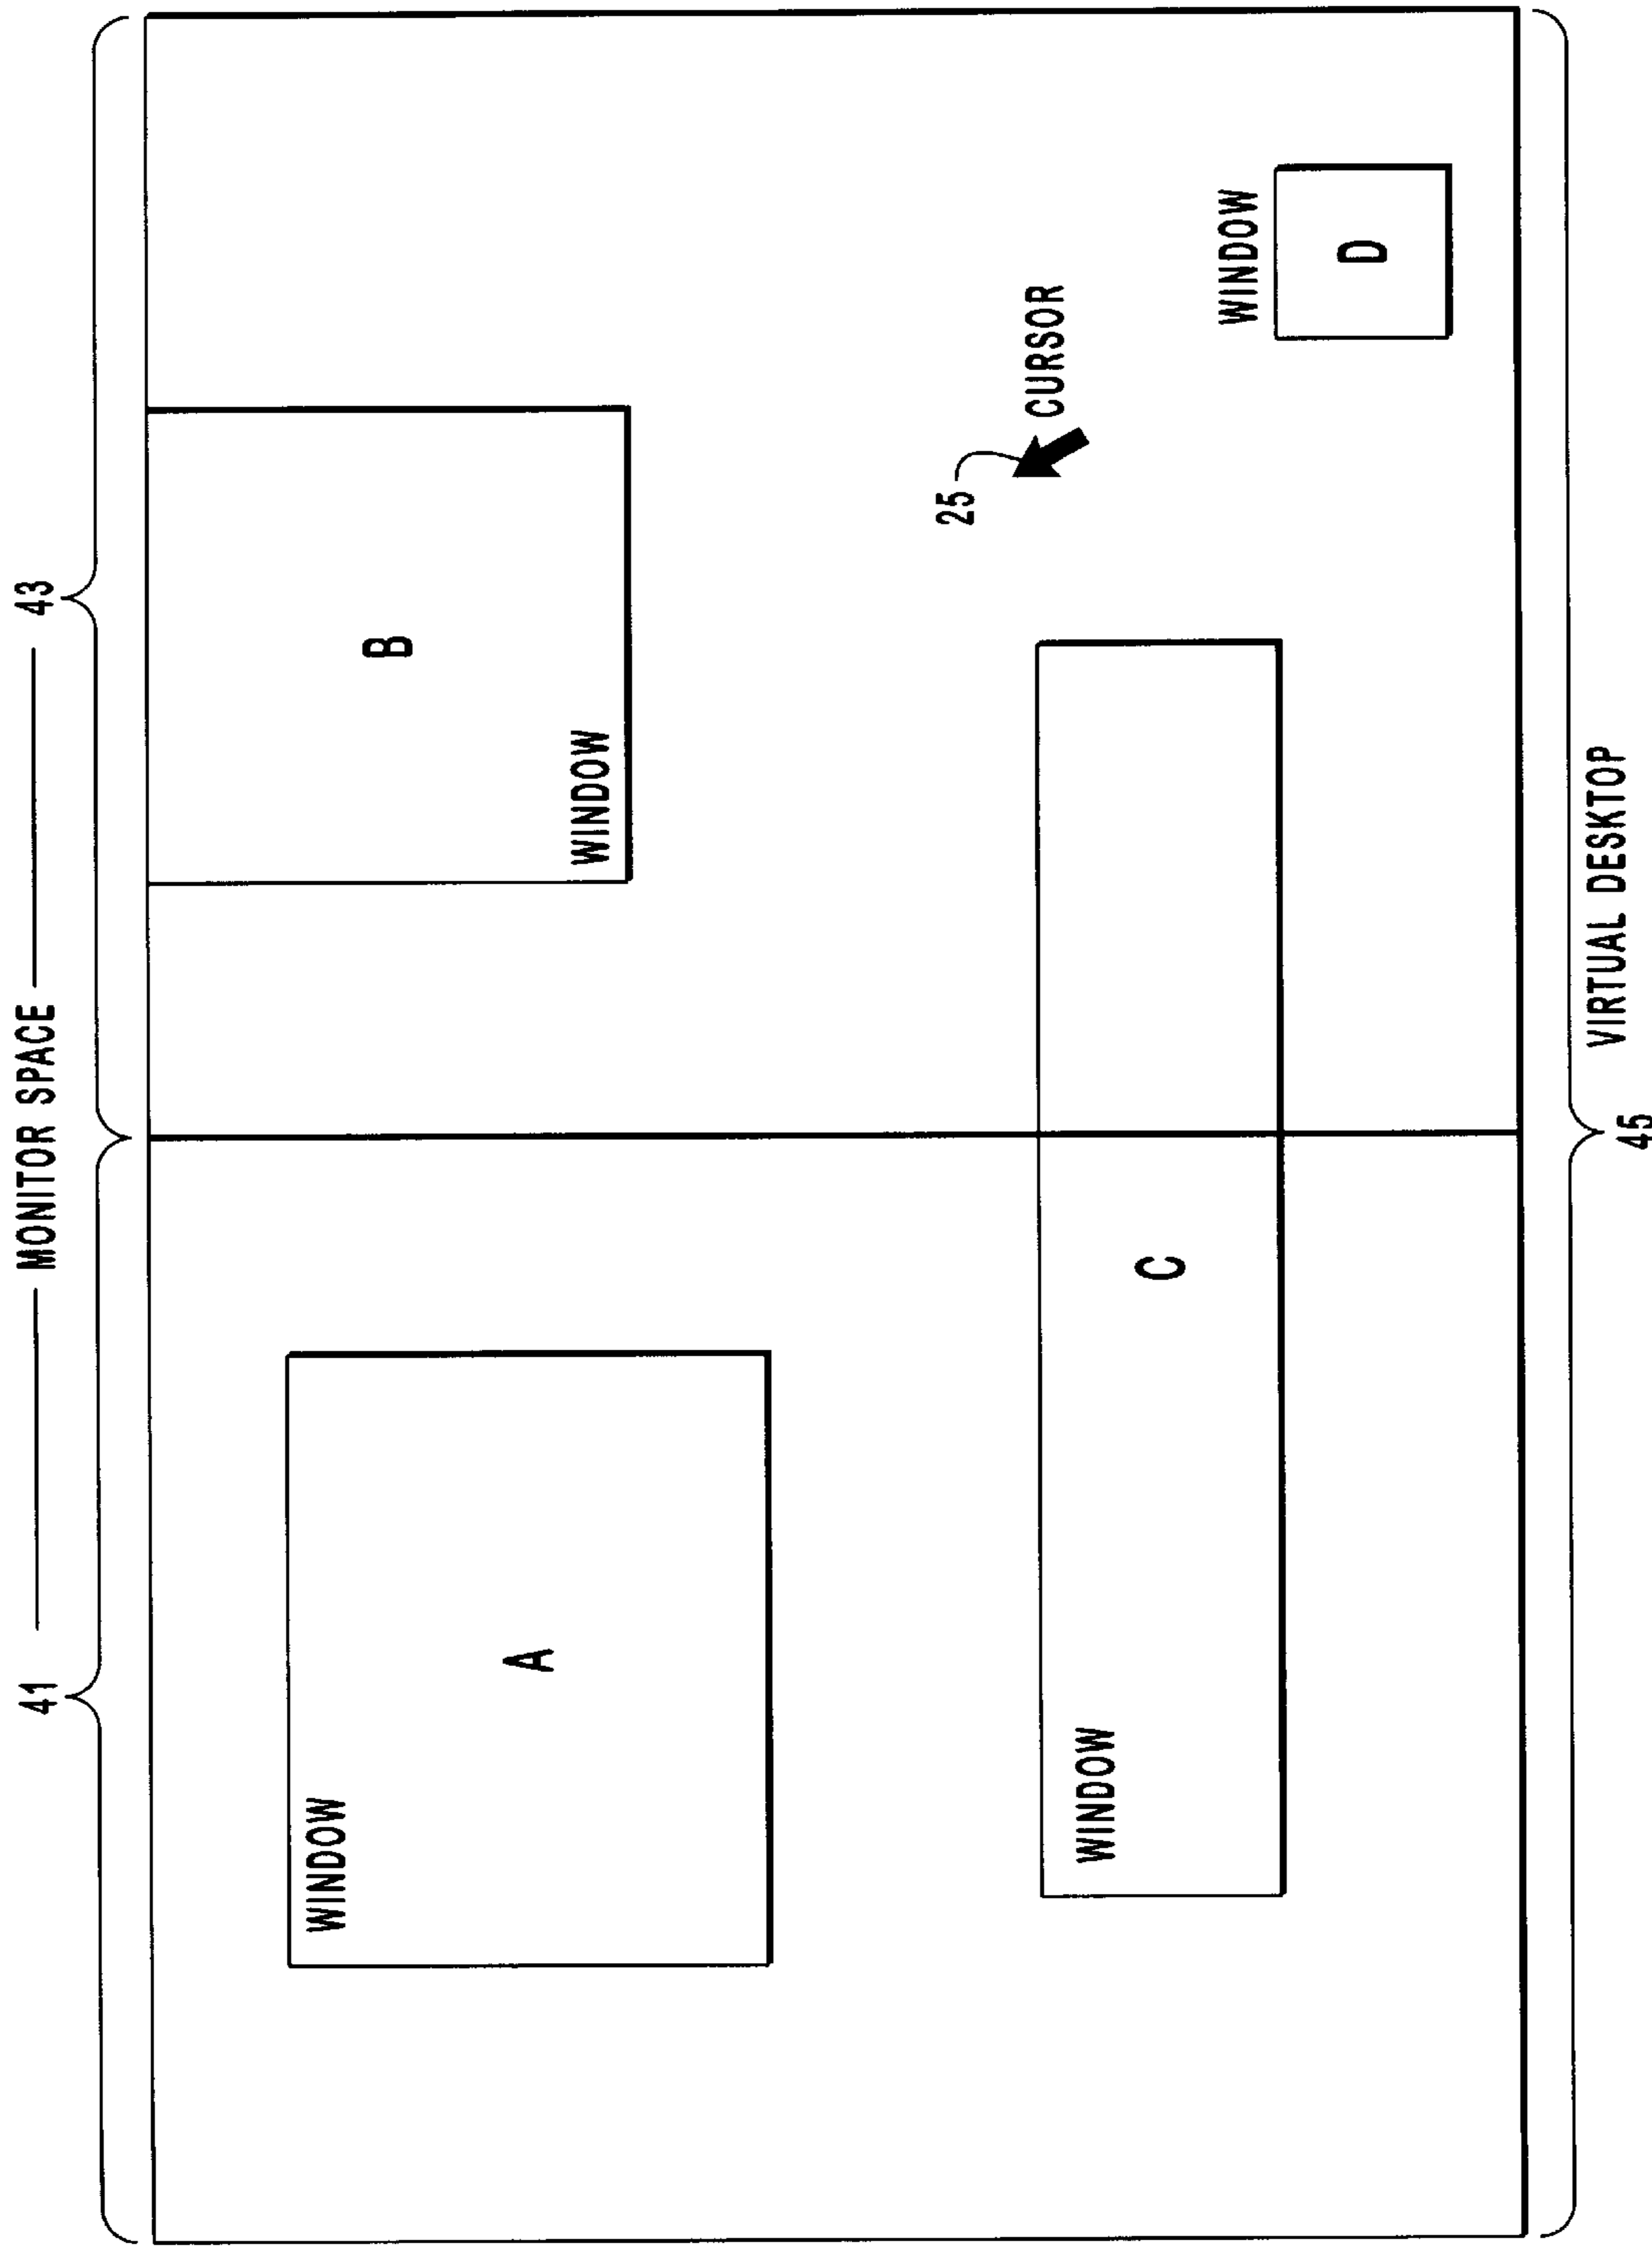 41
MONITOR SPACE
43
WINDOW
A
B
WINDOW
25
CURSOR
WINDOW
C
WINDOW
D
VIRTUAL DESKTOP
45